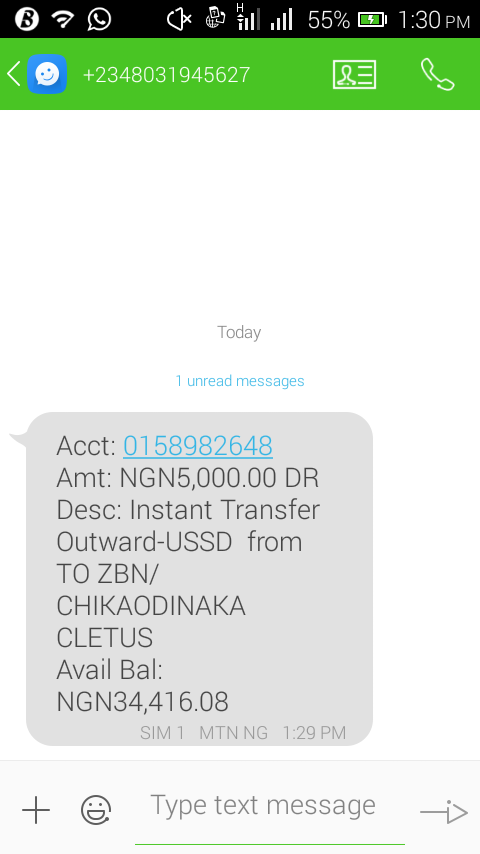 H
55%
1:30 PM
+2348031945627
Today
1 unread messages
Acct: 0158982648
Amt: NGN5,000.00 DR
Desc: Instant Transfer
Outward-USSD  from
TO ZBN/
CHIKAODINAKA
CLETUS
Avail Bal:
NGN34,416.08
SIM 1 MTN NG 1:29 PM
Type text message